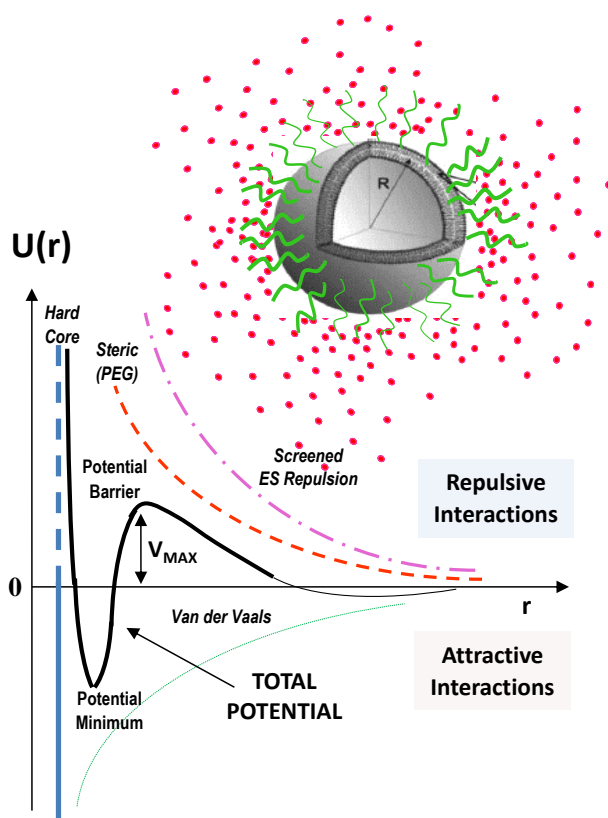 R
U(r)
Hard
Core
Steric
(PEG)
Screened
ES Repulsion
Potential
Barrier
Repulsive
Interactions
VMAX
0
r
Van der Vaals
Attractive
Interactions
TOTAL
POTENTIAL
Potential
Minimum